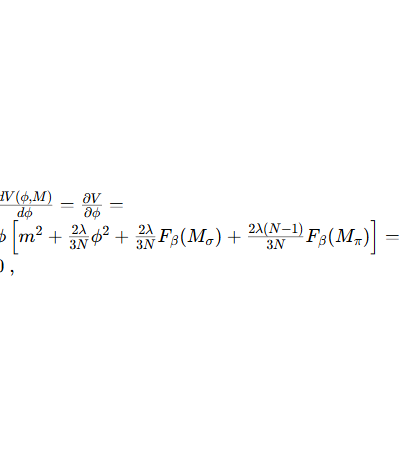 dV(ϕ,M)/dϕ = ∂V/∂ϕ =
ϕ [m² + 2λ/3N ϕ² + 2λ/3N F_β(M_σ) + 2λ(N−1)/3N F_β(M_π)] =
0 ,